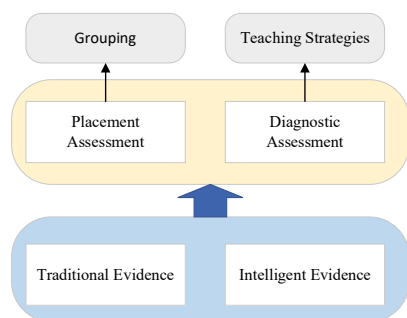 Grouping
Teaching Strategies
Placement
Assessment
Diagnostic
Assessment
Traditional Evidence
Intelligent Evidence